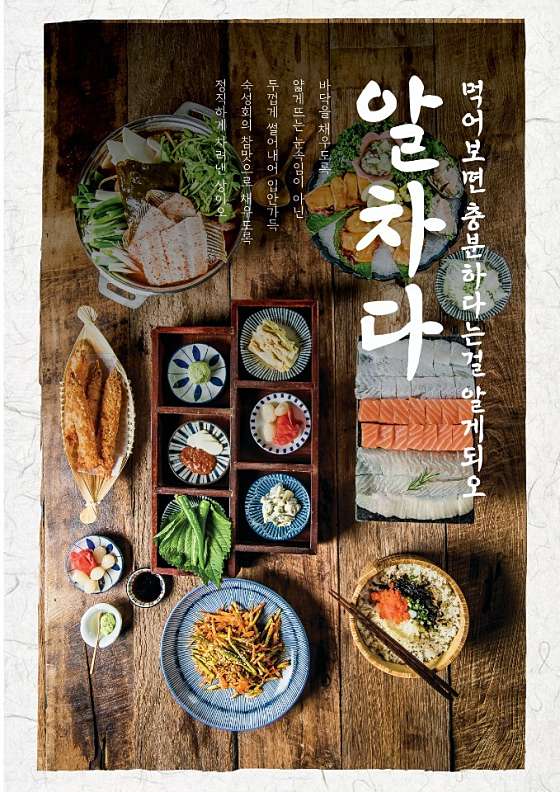 먹어보면 충분하다는걸 알게되오
알차다
바닥을 채우도록
얇게뜨는 눈속임이 아닌
두껍게 썰어내어 입안가득
숙성회의 참맛으로 채우도록
정직하게 차려낸 상이오